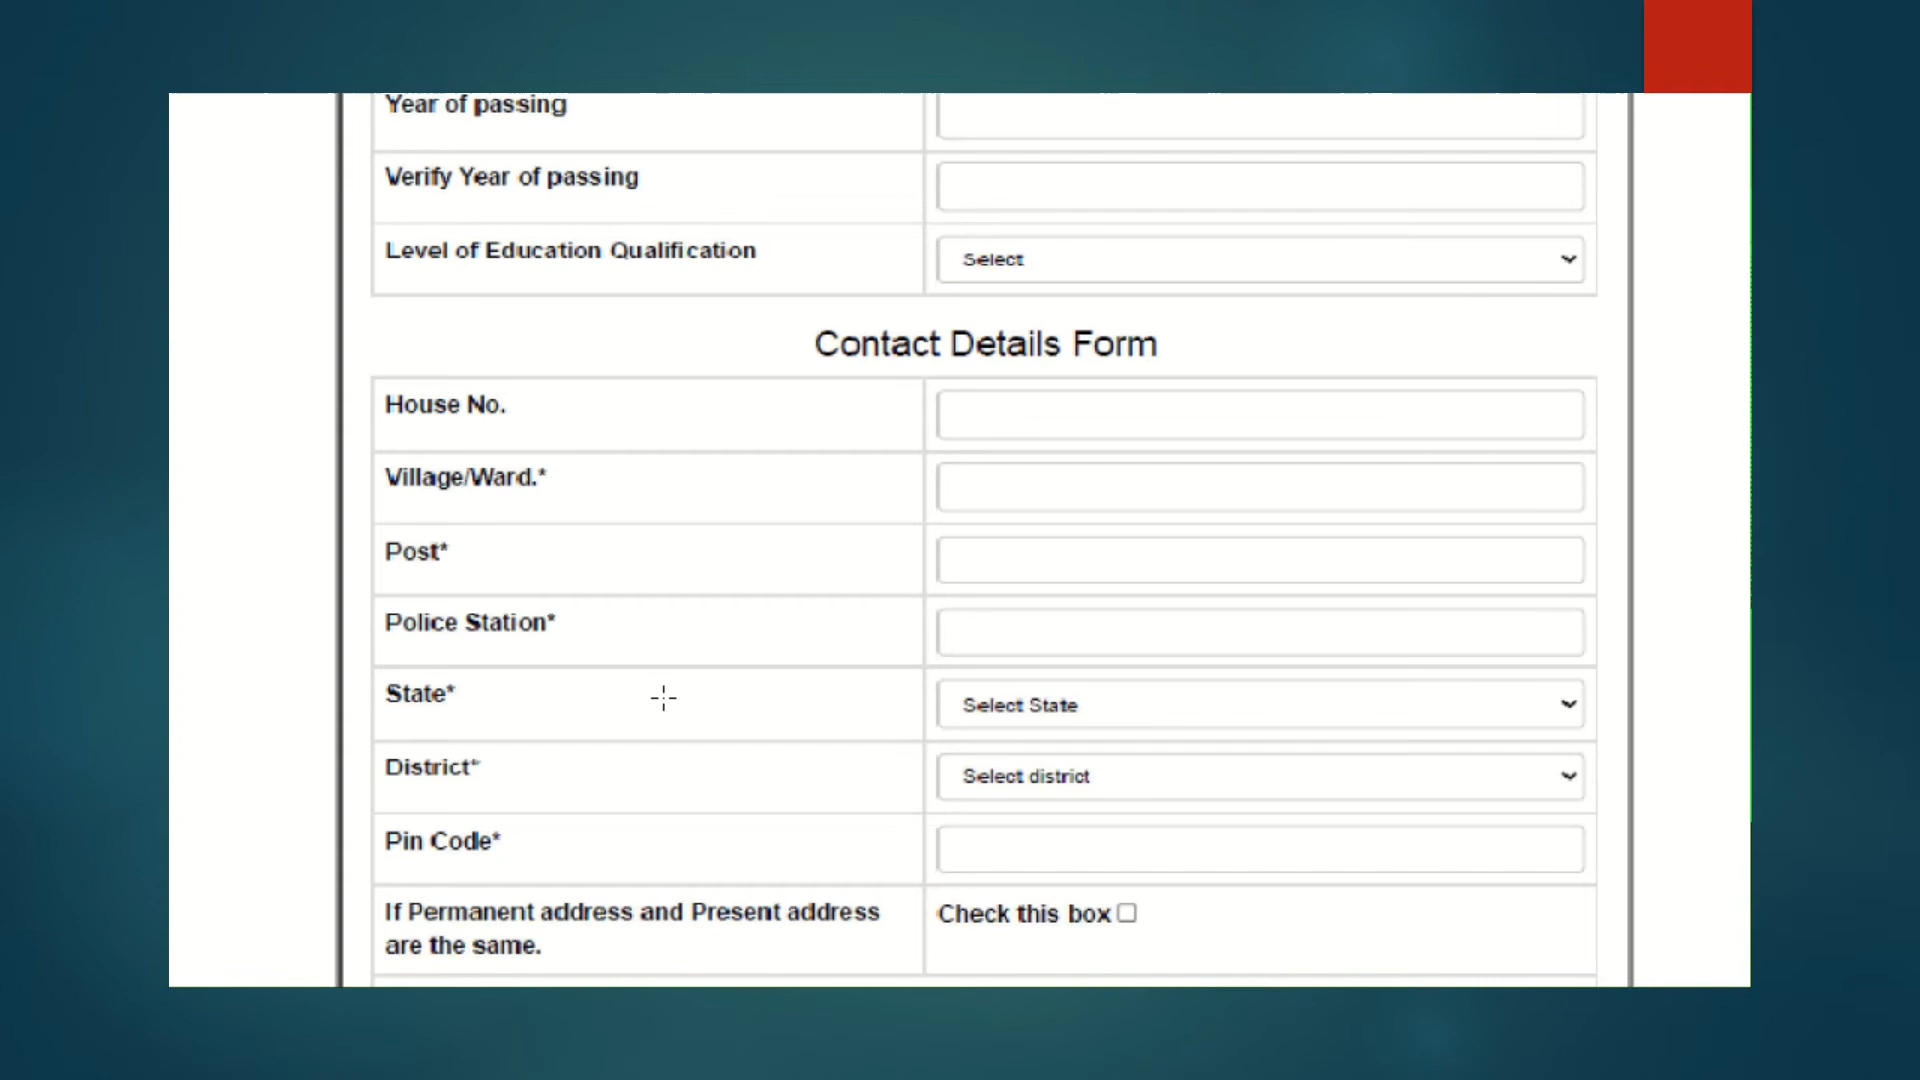 Year of passing
Verify Year of passing
Level of Education Qualification
Select
Contact Details Form
House No.
Village/Ward.*
Post*
Police Station*
State*
Select State
District*
Select district
Pin Code*
If Permanent address and Present address
are the same.
Check this box